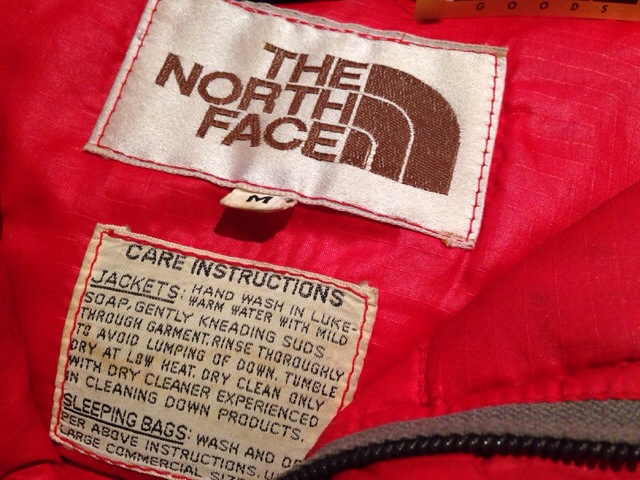 GOODS
THE
NORTH
FACE
M
CARE INSTRUCTIONS
JACKETS: HAND WASH IN LUKE-
WARM WATER WITH MILD
SOAP, GENTLY KNEADING SUDS
THROUGH GARMENT. RINSE THOROUGHLY
TO AVOID LUMPING OF DOWN. TUMBLE
DRY AT LOW HEAT. DRY CLEAN ONLY
WITH DRY CLEANER EXPERIENCED
IN CLEANING DOWN PRODUCTS.
SLEEPING BAGS: WASH AND
PER ABOVE INSTRUCTIONS,
LARGE COMMERCIAL